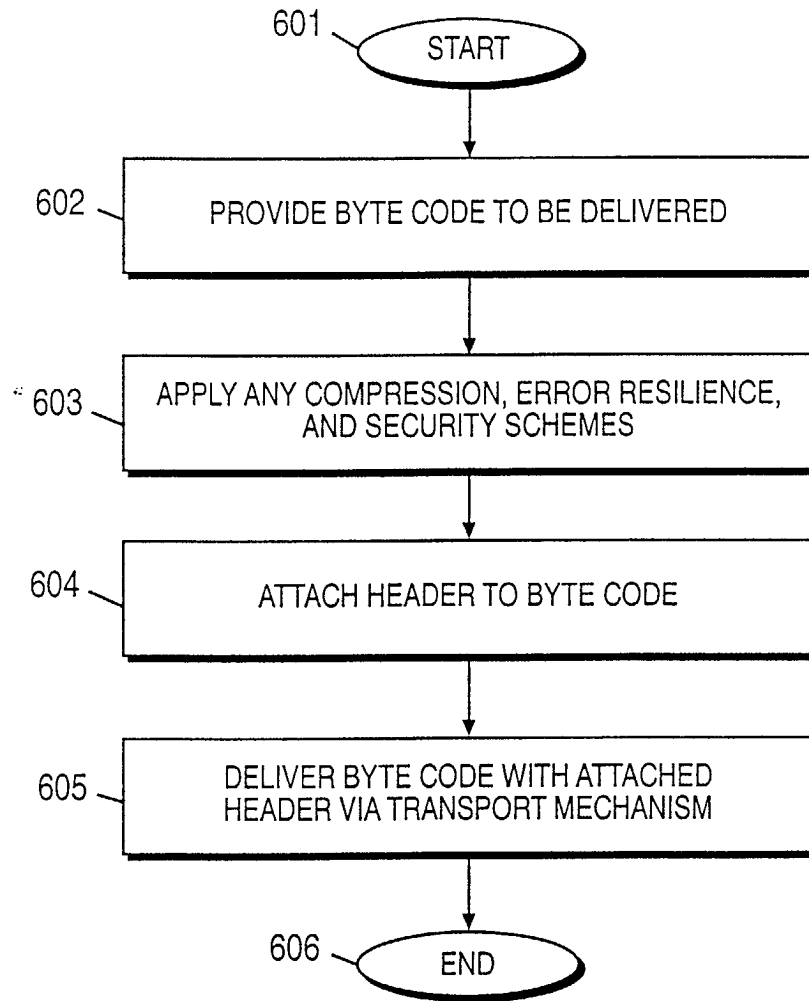 601
START
602
PROVIDE BYTE CODE TO BE DELIVERED
603
APPLY ANY COMPRESSION, ERROR RESILIENCE,
AND SECURITY SCHEMES
604
ATTACH HEADER TO BYTE CODE
605
DELIVER BYTE CODE WITH ATTACHED
HEADER VIA TRANSPORT MECHANISM
606
END